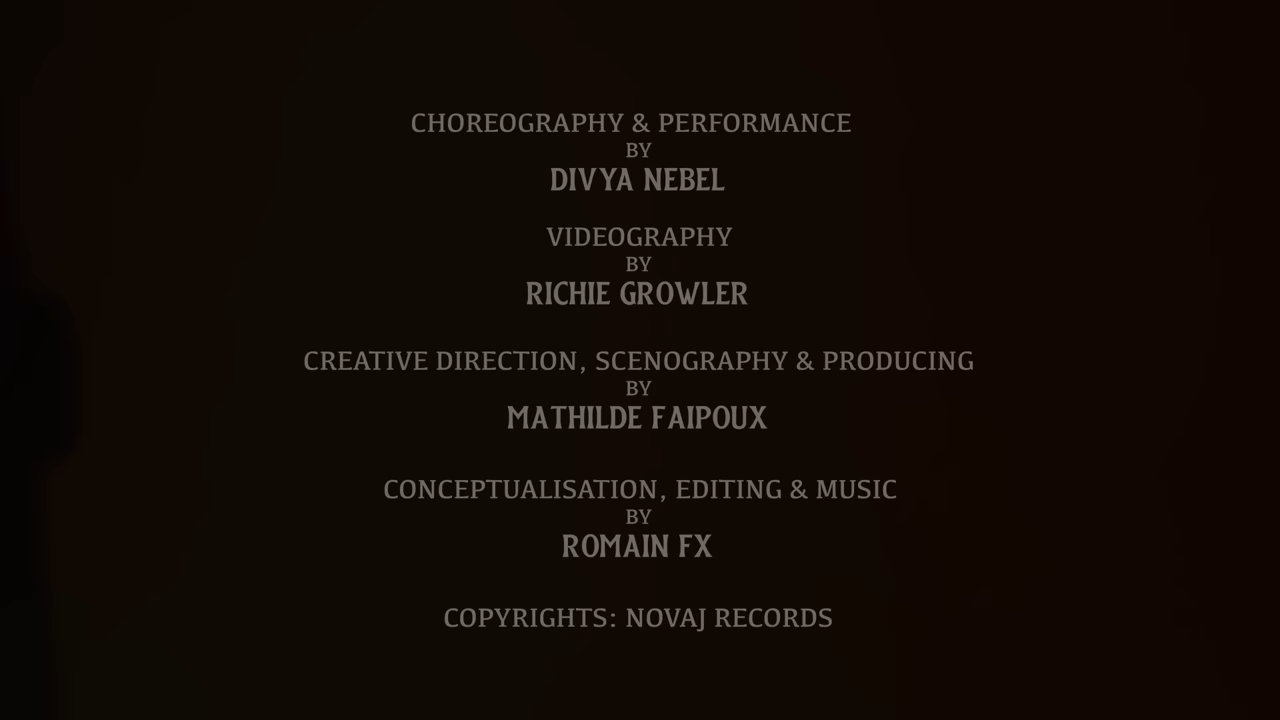 CHOREOGRAPHY & PERFORMANCE
BY
DIVYA NEBEL
VIDEOGRAPHY
BY
RICHIE GROWLER
CREATIVE DIRECTION, SCENOGRAPHY & PRODUCING
BY
MATHILDE FAIPOUX
CONCEPTUALISATION, EDITING & MUSIC
BY
ROMAIN FX
COPYRIGHTS: NOVAJ RECORDS